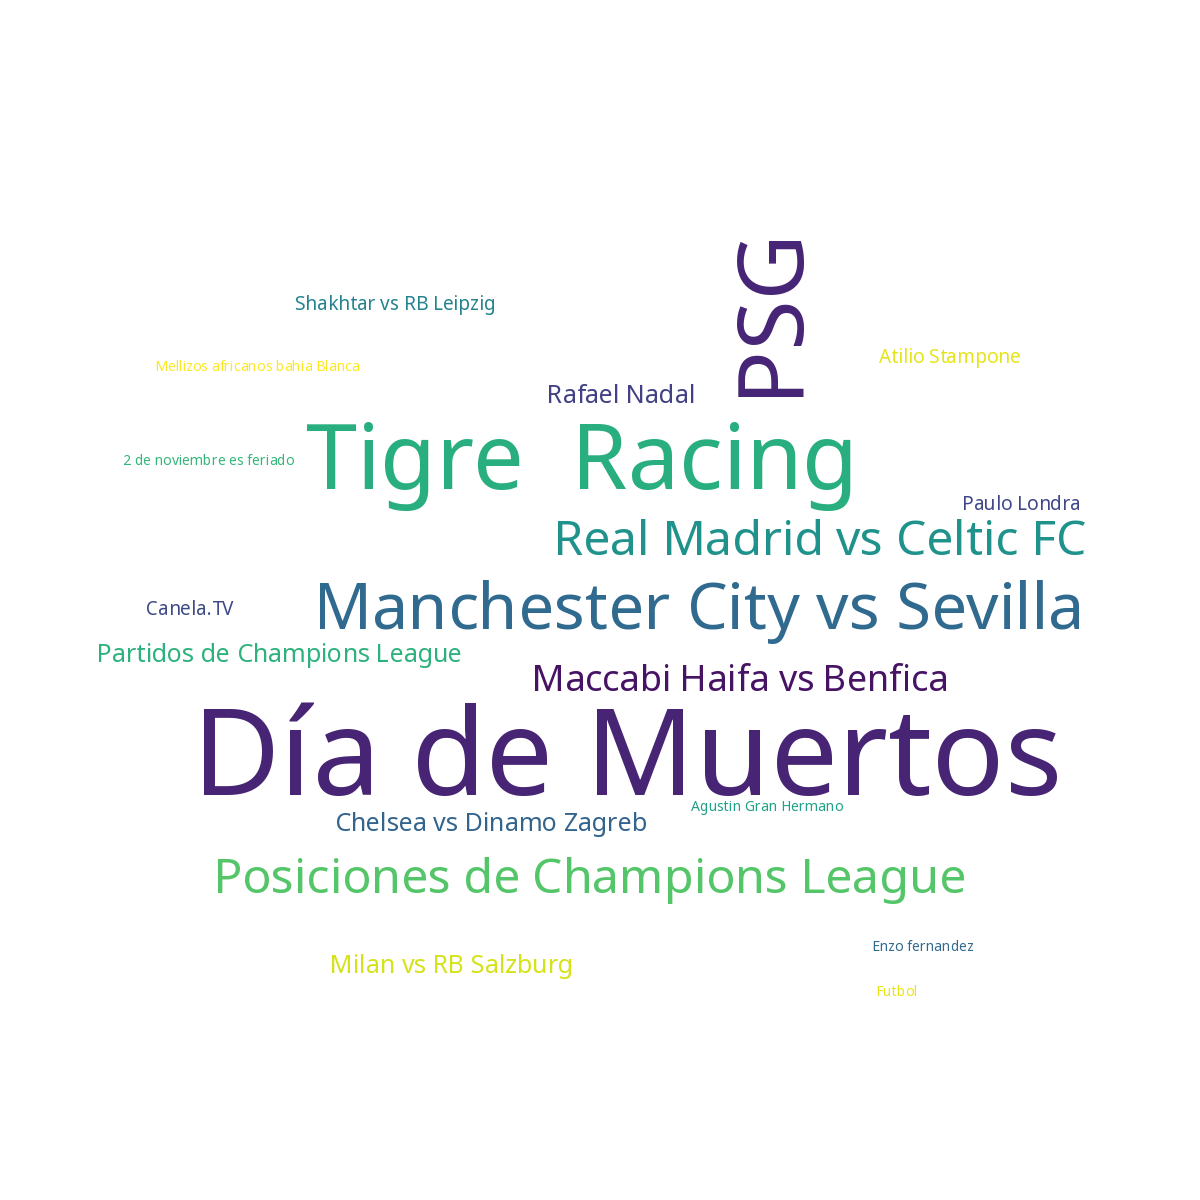 PSG
Shakhtar vs RB Leipzig
Atilio Stampone
Mellizos africanos bahia Blanca
Rafael Nadal
Tigre  Racing
2 de noviembre es feriado
Paulo Londra
Real Madrid vs Celtic FC
Manchester City vs Sevilla
Canela.TV
Partidos de Champions League
Maccabi Haifa vs Benfica
Día de Muertos
Agustin Gran Hermano
Chelsea vs Dinamo Zagreb
Posiciones de Champions League
Enzo fernandez
Milan vs RB Salzburg
Futbol